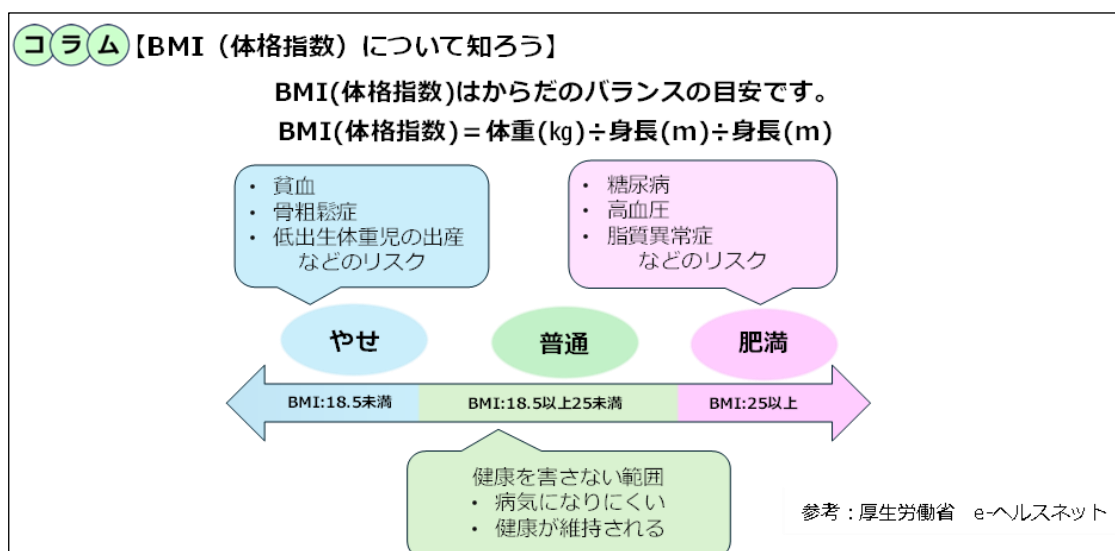 コラム【BMI（体格指数）について知ろう】
BMI(体格指数)はからだのバランスの目安です。
BMI(体格指数)＝体重(㎏)÷身長(m)÷身長(m)
・ 貧血
・ 骨粗鬆症
・ 低出生体重児の出産
などのリスク
・ 糖尿病
・ 高血圧
・ 脂質異常症
などのリスク
やせ
普通
肥満
BMI:18.5未満
BMI:18.5以上25未満
BMI:25以上
健康を害さない範囲
・ 病気になりにくい
・ 健康が維持される
参考：厚生労働省　e-ヘルスネット